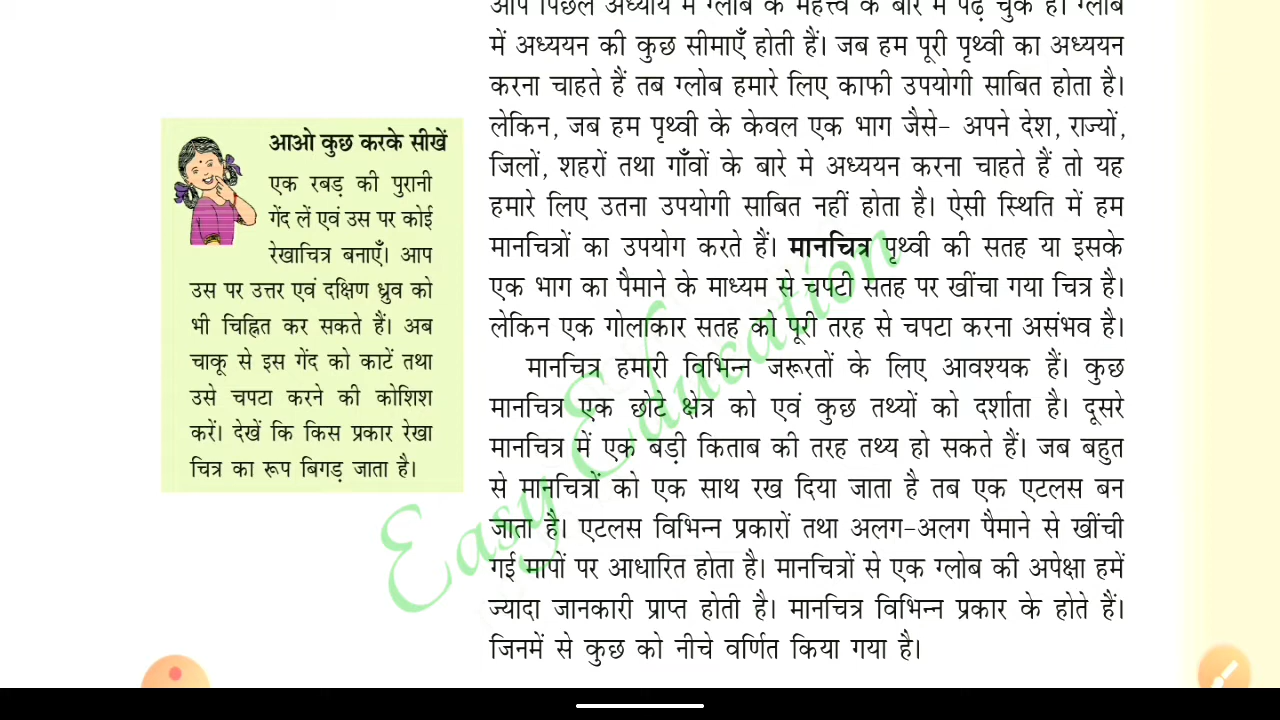 आप पिछले अध्याय में ग्लोब के महत्त्व के बारे में पढ़ चुके हैं। ग्लोब
में अध्ययन की कुछ सीमाएँ होती हैं। जब हम पूरी पृथ्वी का अध्ययन
करना चाहते हैं तब ग्लोब हमारे लिए काफी उपयोगी साबित होता है।
लेकिन, जब हम पृथ्वी के केवल एक भाग जैसे- अपने देश, राज्यों,
जिलों, शहरों तथा गाँवों के बारे मे अध्ययन करना चाहते हैं तो यह
हमारे लिए उतना उपयोगी साबित नहीं होता है। ऐसी स्थिति में हम
मानचित्रों का उपयोग करते हैं। मानचित्र पृथ्वी की सतह या इसके
एक भाग का पैमाने के माध्यम से चपटी सतह पर खींचा गया चित्र है।
लेकिन एक गोलाकार सतह को पूरी तरह से चपटा करना असंभव है।
मानचित्र हमारी विभिन्न जरूरतों के लिए आवश्यक हैं। कुछ
मानचित्र एक छोटे क्षेत्र को एवं कुछ तथ्यों को दर्शाता है। दूसरे
मानचित्र में एक बड़ी किताब की तरह तथ्य हो सकते हैं। जब बहुत
से मानचित्रों को एक साथ रख दिया जाता है तब एक एटलस बन
जाता है। एटलस विभिन्न प्रकारों तथा अलग-अलग पैमाने से खींची
गई मापों पर आधारित होता है। मानचित्रों से एक ग्लोब की अपेक्षा हमें
ज्यादा जानकारी प्राप्त होती है। मानचित्र विभिन्न प्रकार के होते हैं।
जिनमें से कुछ को नीचे वर्णित किया गया है।
आओ कुछ करके सीखें
एक रबड़ की पुरानी
गेंद लें एवं उस पर कोई
रेखाचित्र बनाएँ। आप
उस पर उत्तर एवं दक्षिण ध्रुव को
भी चिह्नित कर सकते हैं। अब
चाकू से इस गेंद को काटें तथा
उसे चपटा करने की कोशिश
करें। देखें कि किस प्रकार रेखा
चित्र का रूप बिगड़ जाता है।
Easy Education